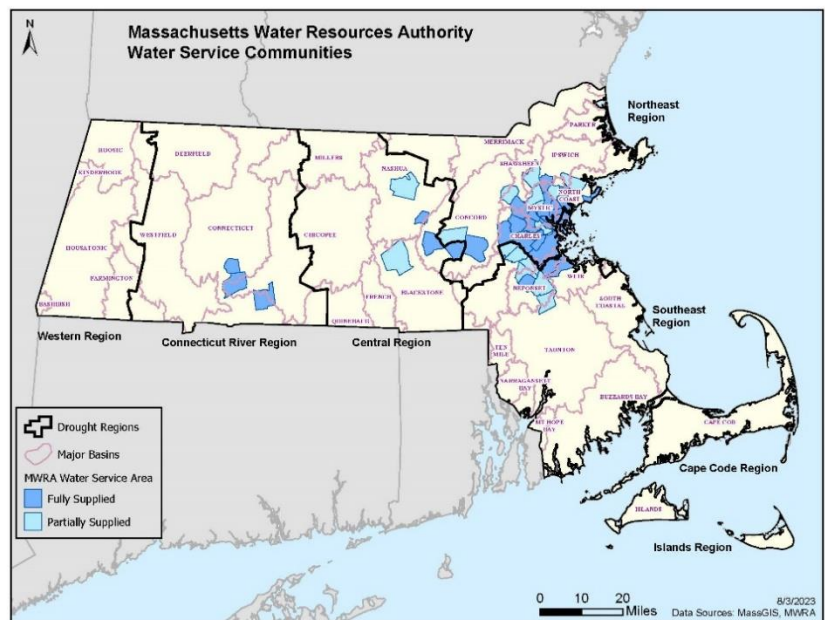 N
Massachusetts Water Resources Authority
Water Service Communities
Northeast
Region
PARKER
MERRIMACK
IPSWICH
SHAWSHEEN
HOOSIC
DEERFIELD
MILLERS
NASHUA
NORTH
COAST
KINDERHOOK
MYSTIC
CONCORD
WESTFIELD
CONNECTICUT
CHICOPEE
CHARLES
HOUSATONIC
FARMINGTON
WEIR
NEPONSET
FRENCH
BLACKSTONE
SOUTH
COASTAL
BASHBISH
QUINEBAUG
Southeast
Region
Western Region
Connecticut River Region
Central Region
TEN
MILE
TAUNTON
NARRAGANSETT
BAY
BUZZARDS BAY
MT HOPE
BAY
CAPE COD
Cape Code Region
ISLANDS
Islands Region
Drought Regions
Major Basins
MWRA Water Service Area
Fully Supplied
Partially Supplied
0 10 20
Miles
8/3/2023
Data Sources: MassGIS, MWRA